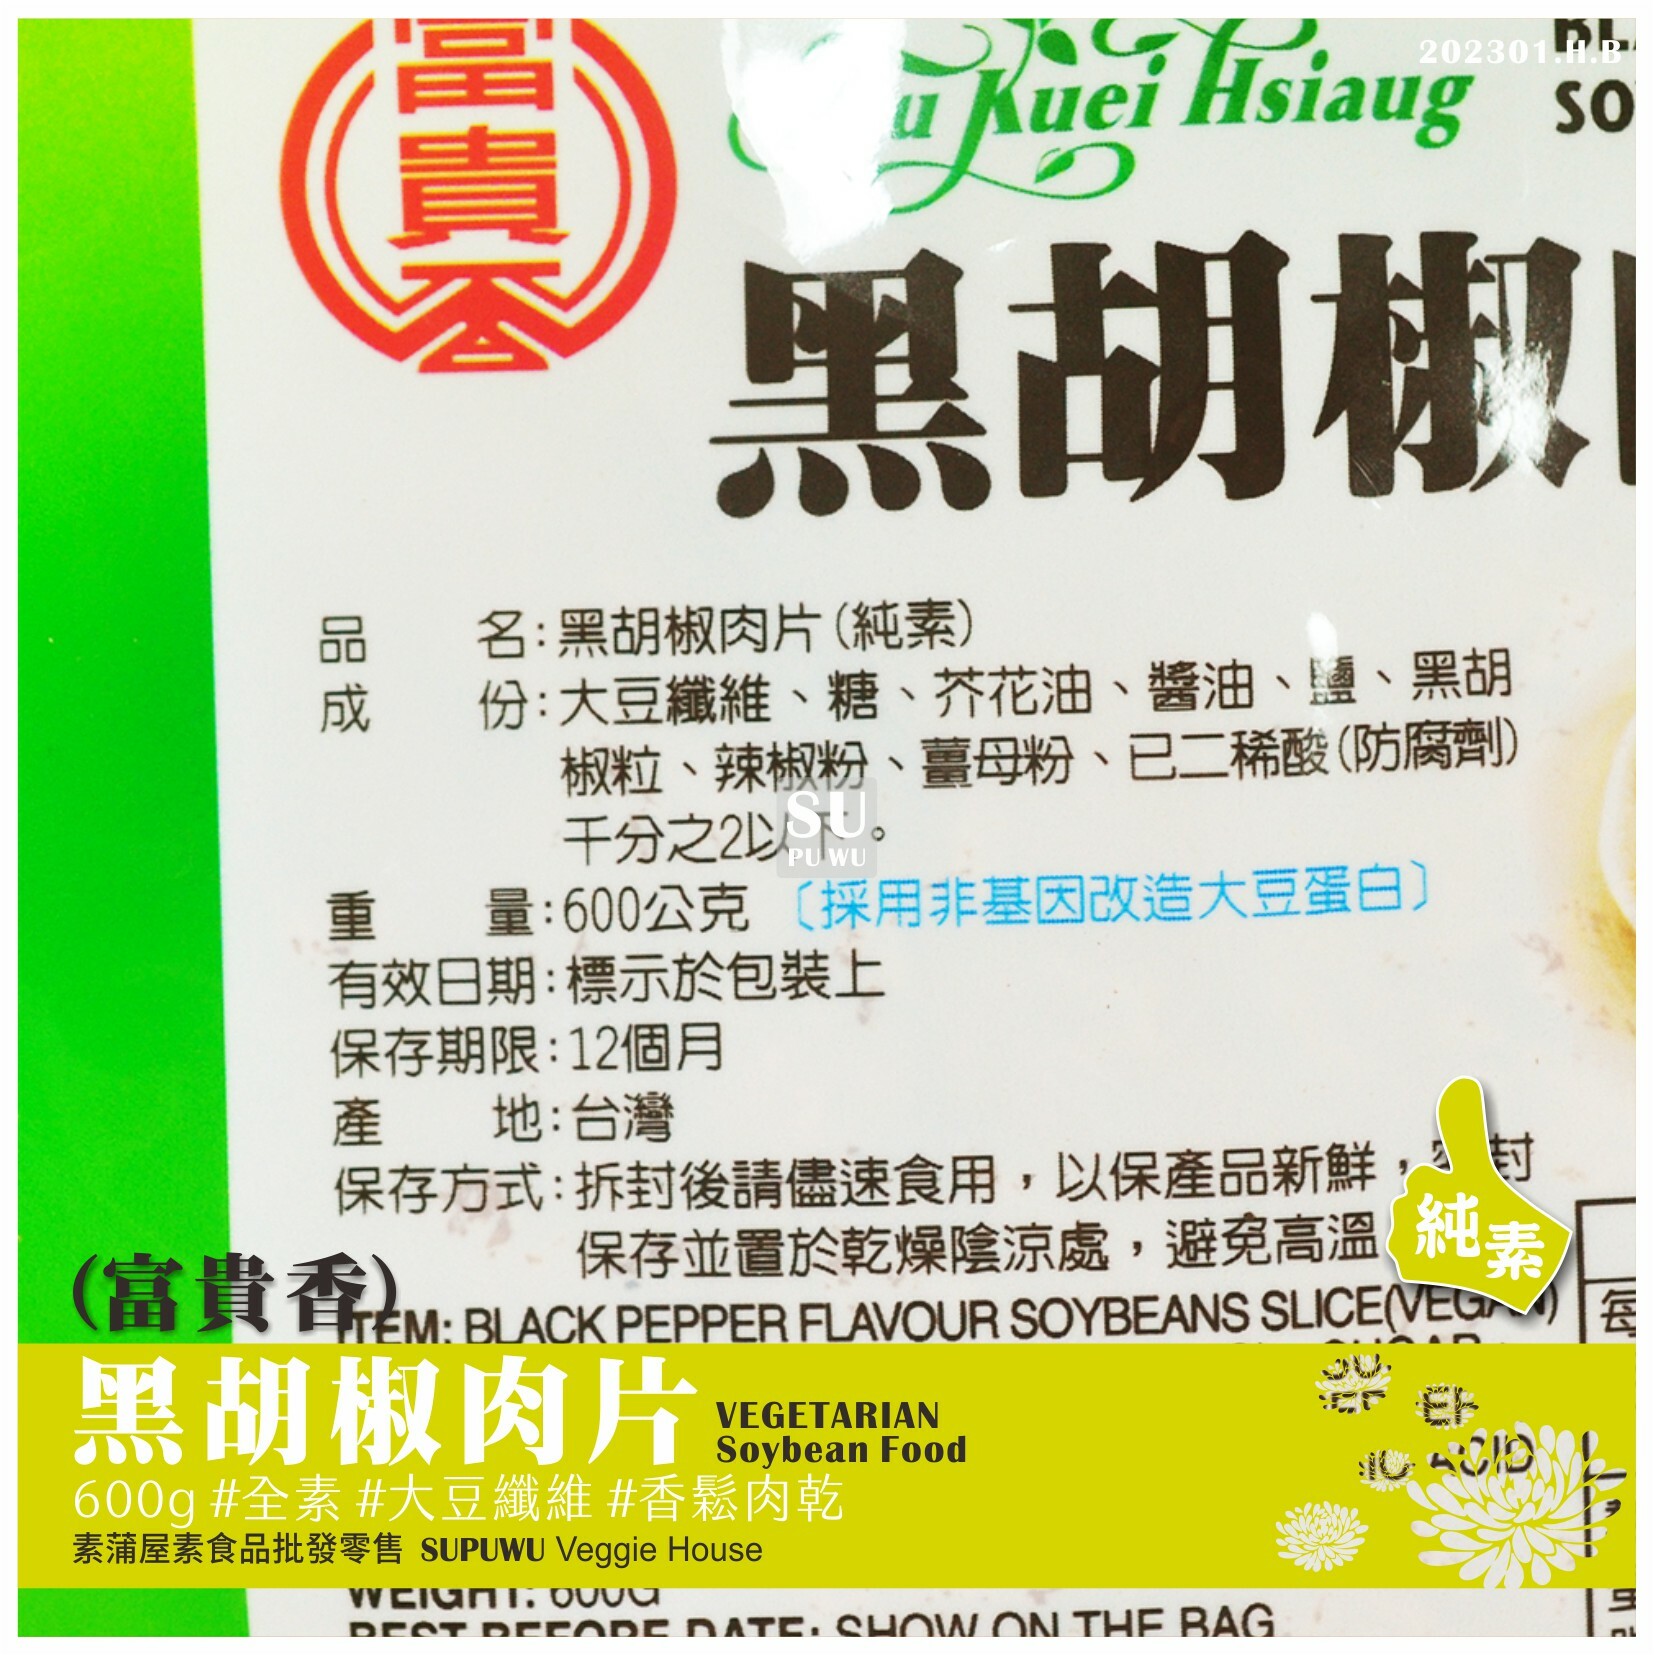 202301.H.B
富貴香
Kuei Hsiaug
SO
黑胡椒
品 名:黑胡椒肉片(純素)
成 份:大豆纖維、糖、芥花油、醬油、鹽、黑胡
椒粒、辣椒粉、薑母粉、已二稀酸(防腐劑)
千分之2以下。
SU
PU WU
重 量:600公克〔採用非基因改造大豆蛋白〕
有效日期:標示於包裝上
保存期限:12個月
產 地:台灣
保存方式:拆封後請儘速食用,以保產品新鮮,密封
保存並置於乾燥陰涼處,避免高溫
純素
(富貴香)
ITEM: BLACK PEPPER FLAVOUR SOYBEANS SLICE(VEGAN)
每
黑胡椒肉片
VEGETARIAN
Soybean Food
ACID
600g #全素 #大豆纖維 #香鬆肉乾
素蒲屋素食品批發零售 SUPUWU Veggie House
WEIGHT: 600G
BEST BEFORE DATE: SHOW ON THE BAG